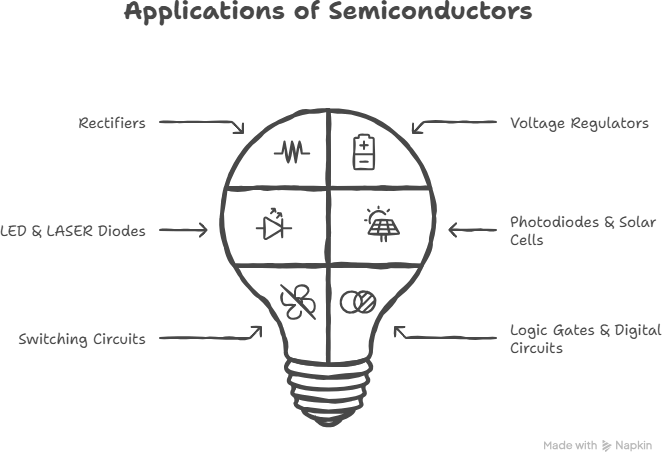 Applications of Semiconductors
Rectifiers
Voltage Regulators
LED & LASER Diodes
Photodiodes & Solar
Cells
Switching Circuits
Logic Gates & Digital
Circuits
Made with Napkin